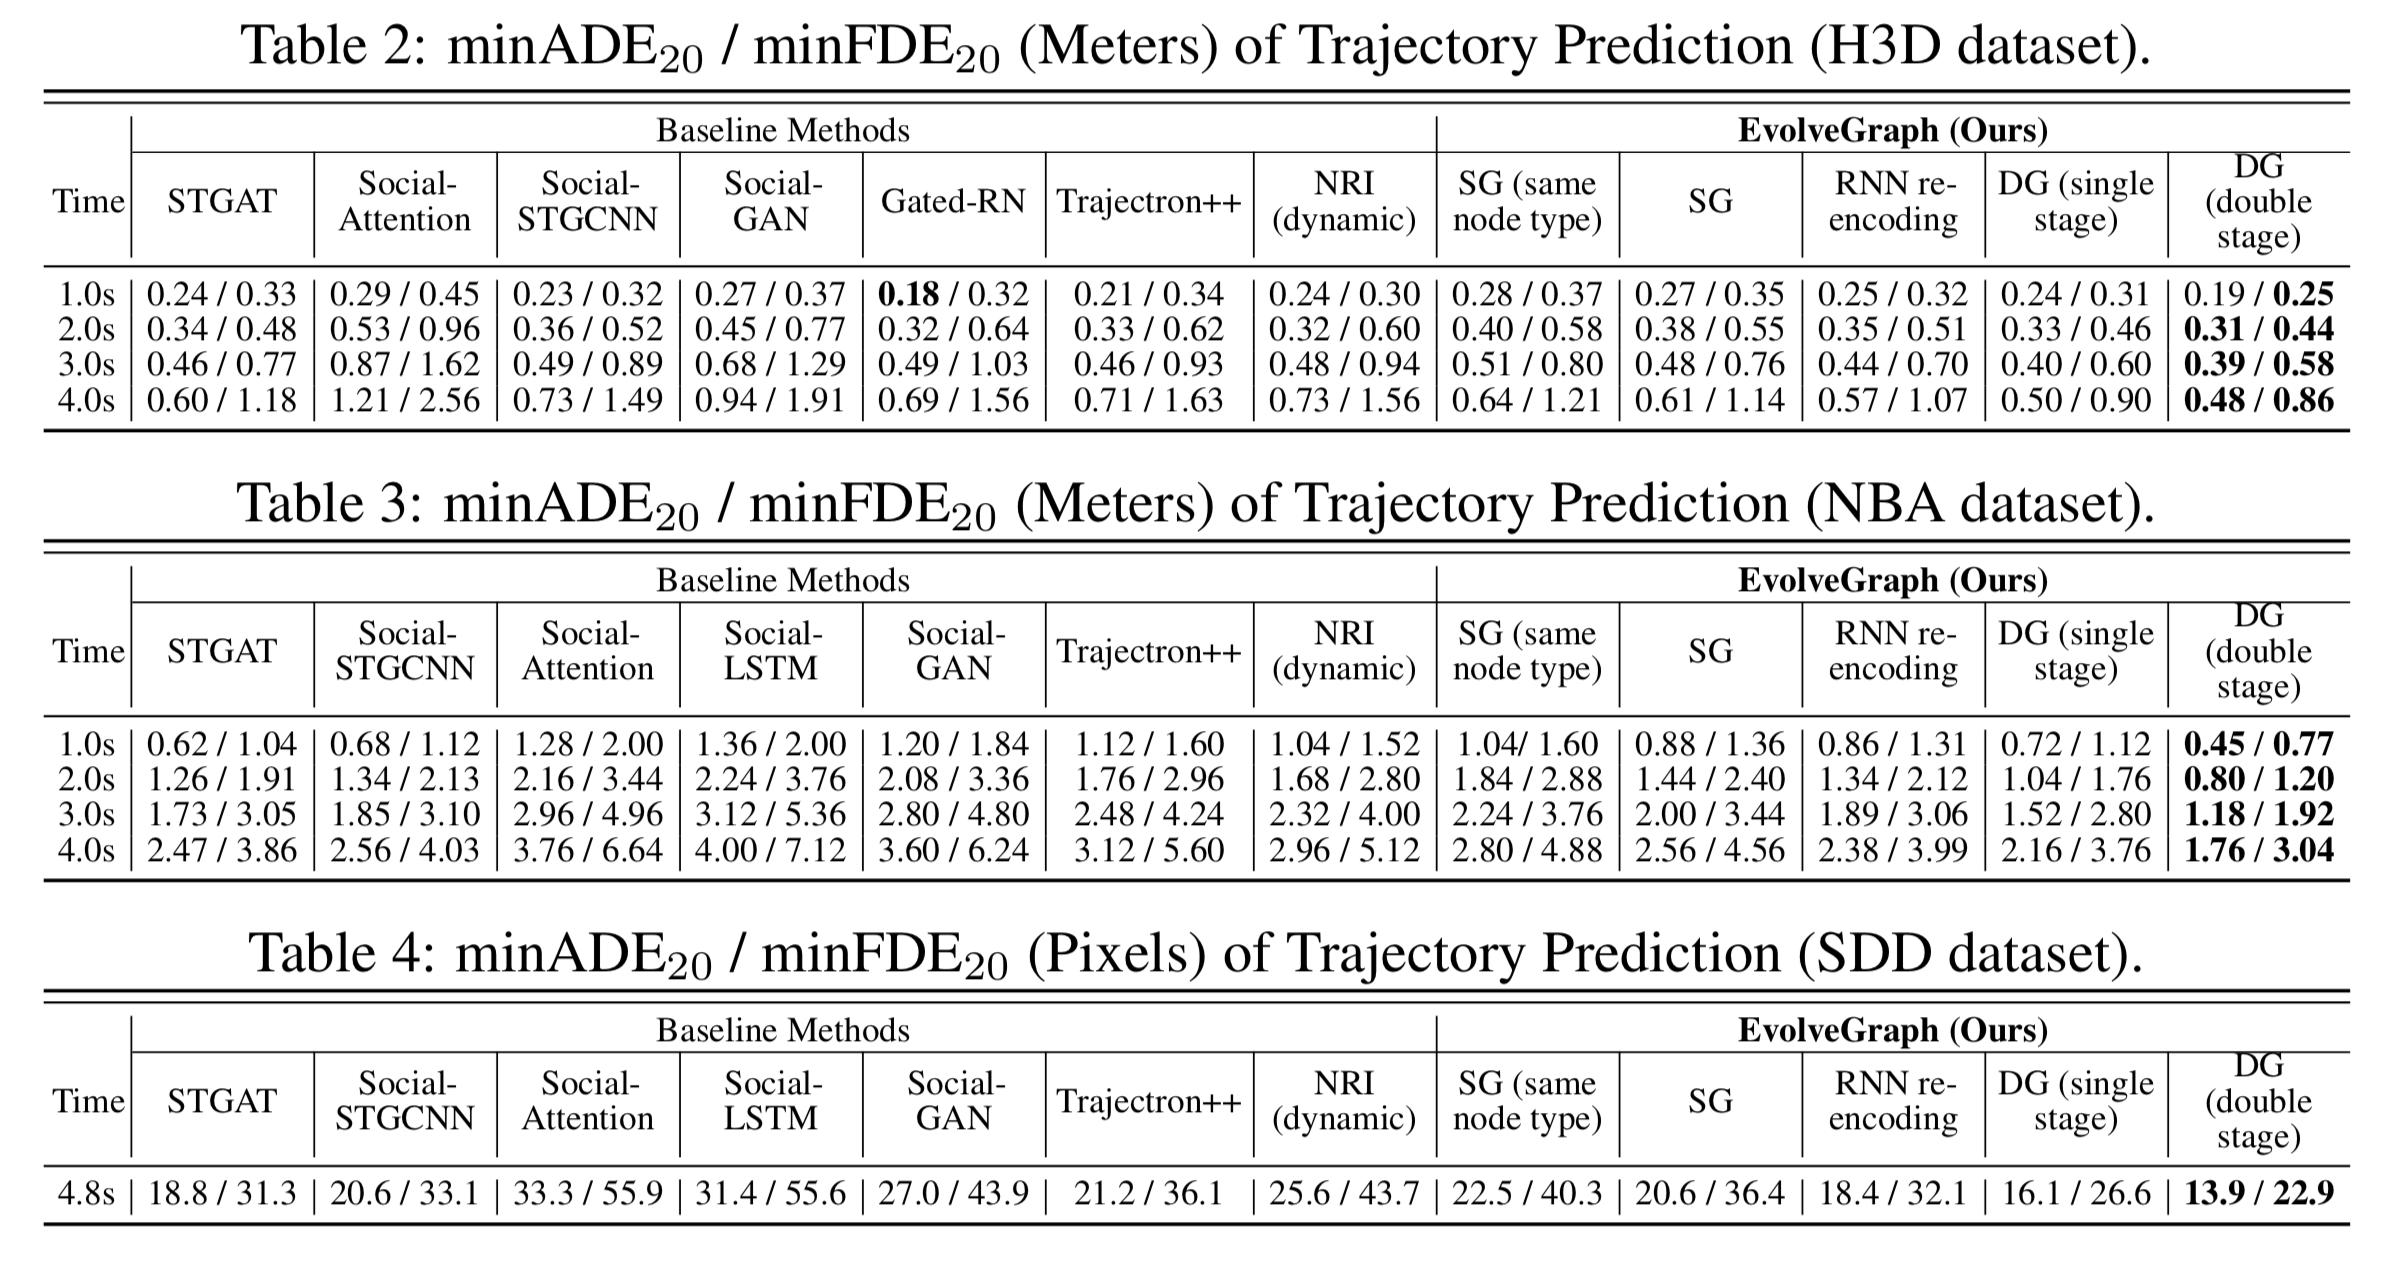 Table 2: minADE20 / minFDE20 (Meters) of Trajectory Prediction (H3D dataset).
Baseline Methods | EvolveGraph (Ours)
Time | STGAT | Social-Attention | Social-STGCNN | Social-GAN | Gated-RN | Trajectron++ | NRI (dynamic) | SG (same node type) | SG | RNN re-encoding | DG (single stage) | DG (double stage)
1.0s | 0.24 / 0.33 | 0.29 / 0.45 | 0.23 / 0.32 | 0.27 / 0.37 | 0.18 / 0.32 | 0.21 / 0.34 | 0.24 / 0.30 | 0.28 / 0.37 | 0.27 / 0.35 | 0.25 / 0.32 | 0.24 / 0.31 | 0.19 / 0.25
2.0s | 0.34 / 0.48 | 0.53 / 0.96 | 0.36 / 0.52 | 0.45 / 0.77 | 0.32 / 0.64 | 0.33 / 0.62 | 0.32 / 0.60 | 0.40 / 0.58 | 0.38 / 0.55 | 0.35 / 0.51 | 0.33 / 0.46 | 0.31 / 0.44
3.0s | 0.46 / 0.77 | 0.87 / 1.62 | 0.49 / 0.89 | 0.68 / 1.29 | 0.49 / 1.03 | 0.46 / 0.93 | 0.48 / 0.94 | 0.51 / 0.80 | 0.48 / 0.76 | 0.44 / 0.70 | 0.40 / 0.60 | 0.39 / 0.58
4.0s | 0.60 / 1.18 | 1.21 / 2.56 | 0.73 / 1.49 | 0.94 / 1.91 | 0.69 / 1.56 | 0.71 / 1.63 | 0.73 / 1.56 | 0.64 / 1.21 | 0.61 / 1.14 | 0.57 / 1.07 | 0.50 / 0.90 | 0.48 / 0.86
Table 3: minADE20 / minFDE20 (Meters) of Trajectory Prediction (NBA dataset).
Baseline Methods | EvolveGraph (Ours)
Time | STGAT | Social-STGCNN | Social-Attention | Social-LSTM | Social-GAN | Trajectron++ | NRI (dynamic) | SG (same node type) | SG | RNN re-encoding | DG (single stage) | DG (double stage)
1.0s | 0.62 / 1.04 | 0.68 / 1.12 | 1.28 / 2.00 | 1.36 / 2.00 | 1.20 / 1.84 | 1.12 / 1.60 | 1.04 / 1.52 | 1.04/ 1.60 | 0.88 / 1.36 | 0.86 / 1.31 | 0.72 / 1.12 | 0.45 / 0.77
2.0s | 1.26 / 1.91 | 1.34 / 2.13 | 2.16 / 3.44 | 2.24 / 3.76 | 2.08 / 3.36 | 1.76 / 2.96 | 1.68 / 2.80 | 1.84 / 2.88 | 1.44 / 2.40 | 1.34 / 2.12 | 1.04 / 1.76 | 0.80 / 1.20
3.0s | 1.73 / 3.05 | 1.85 / 3.10 | 2.96 / 4.96 | 3.12 / 5.36 | 2.80 / 4.80 | 2.48 / 4.24 | 2.32 / 4.00 | 2.24 / 3.76 | 2.00 / 3.44 | 1.89 / 3.06 | 1.52 / 2.80 | 1.18 / 1.92
4.0s | 2.47 / 3.86 | 2.56 / 4.03 | 3.76 / 6.64 | 4.00 / 7.12 | 3.60 / 6.24 | 3.12 / 5.60 | 2.96 / 5.12 | 2.80 / 4.88 | 2.56 / 4.56 | 2.38 / 3.99 | 2.16 / 3.76 | 1.76 / 3.04
Table 4: minADE20 / minFDE20 (Pixels) of Trajectory Prediction (SDD dataset).
Baseline Methods | EvolveGraph (Ours)
Time | STGAT | Social-STGCNN | Social-Attention | Social-LSTM | Social-GAN | Trajectron++ | NRI (dynamic) | SG (same node type) | SG | RNN re-encoding | DG (single stage) | DG (double stage)
4.8s | 18.8 / 31.3 | 20.6 / 33.1 | 33.3 / 55.9 | 31.4 / 55.6 | 27.0 / 43.9 | 21.2 / 36.1 | 25.6 / 43.7 | 22.5 / 40.3 | 20.6 / 36.4 | 18.4 / 32.1 | 16.1 / 26.6 | 13.9 / 22.9